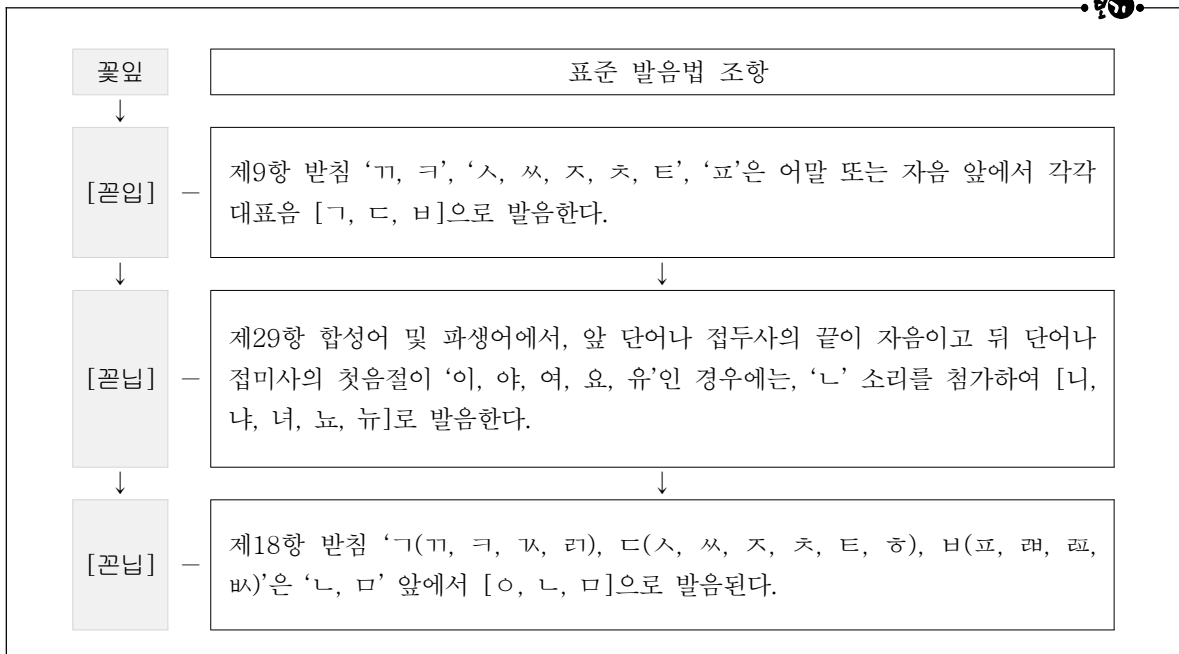 보기
꽃잎 표준 발음법 조항
↓
[꼳입] － 제9항 받침 ‘ㄲ, ㅋ’, ‘ㅅ, ㅆ, ㅈ, ㅊ, ㅌ’, ‘ㅍ’은 어말 또는 자음 앞에서 각각
대표음 [ㄱ, ㄷ, ㅂ]으로 발음한다.
↓ ↓
제29항 합성어 및 파생어에서, 앞 단어나 접두사의 끝이 자음이고 뒤 단어나
[꼳닙] － 접미사의 첫음절이 ‘이, 야, 여, 요, 유’인 경우에는, ‘ㄴ’ 소리를 첨가하여 [니,
냐, 녀, 뇨, 뉴]로 발음한다.
↓ ↓
[꼰닙] － 제18항 받침 ‘ㄱ(ㄲ, ㅋ, ㄳ, ㄺ), ㄷ(ㅅ, ㅆ, ㅈ, ㅊ, ㅌ, ㅎ), ㅂ(ㅍ, ㄼ, ㄿ,
ㅄ)’은 ‘ㄴ, ㅁ’ 앞에서 [ㅇ, ㄴ, ㅁ]으로 발음된다.